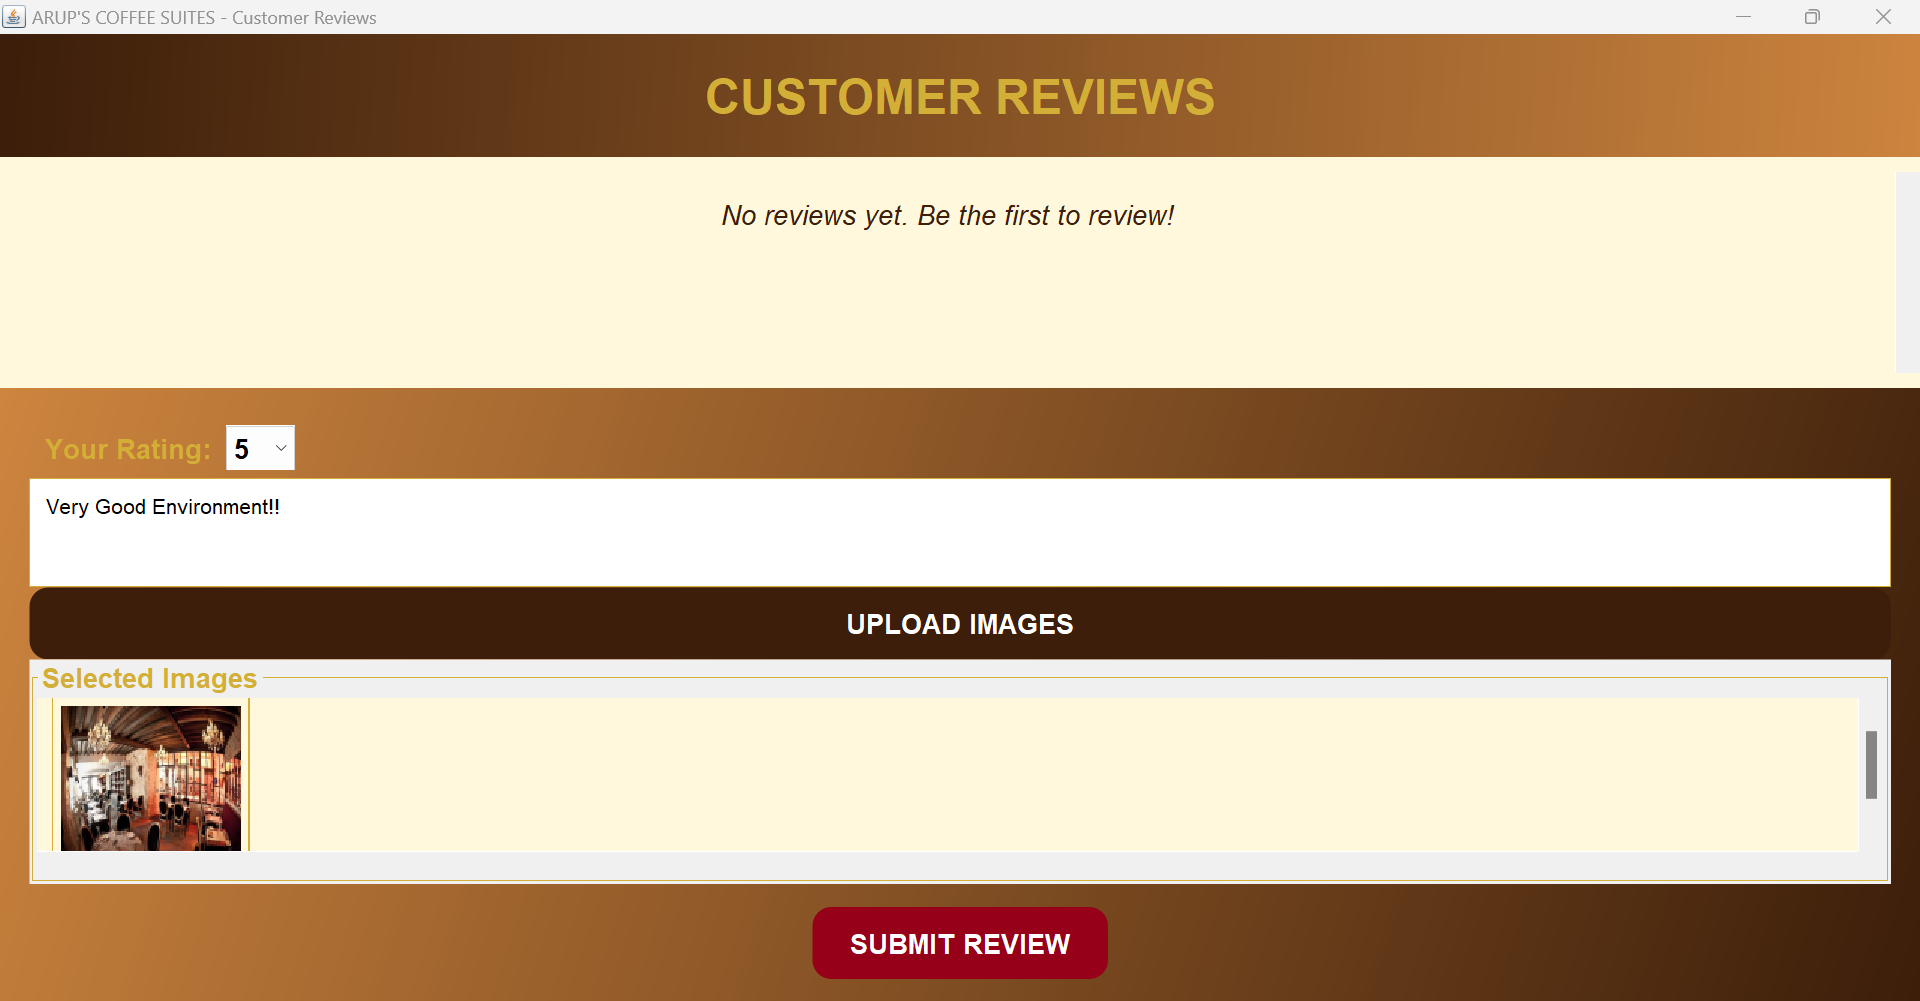 ARUP'S COFFEE SUITES - Customer Reviews
CUSTOMER REVIEWS
No reviews yet. Be the first to review!
Your Rating: 5
Very Good Environment!!
UPLOAD IMAGES
Selected Images
SUBMIT REVIEW